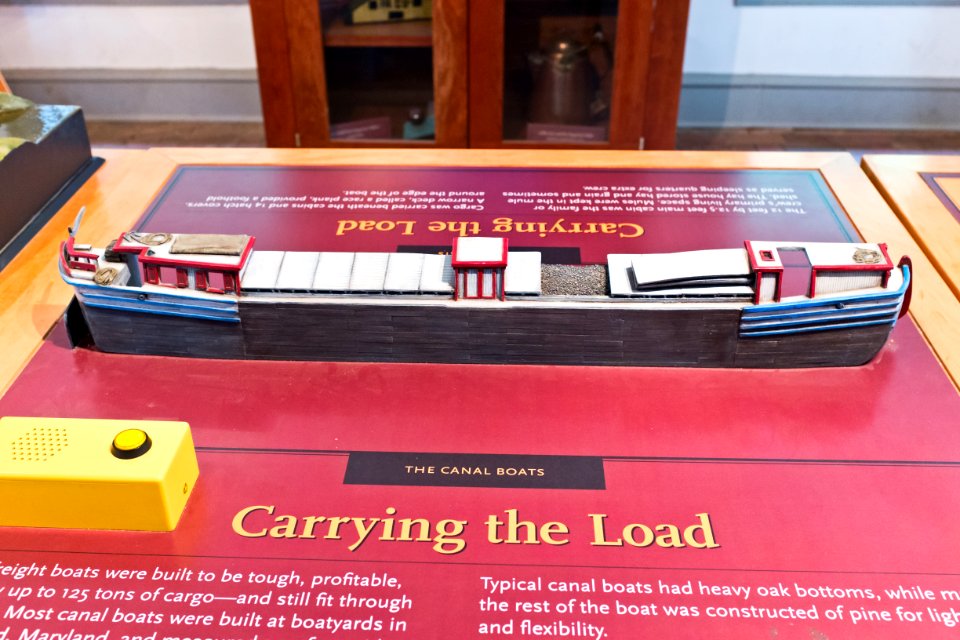 THE CANAL BOATS
Carrying the Load
eight boats were built to be tough, profitable,
up to 125 tons of cargo—and still fit through
Most canal boats were built at boatyards in
Maryland, and
Typical canal boats had heavy oak bottoms, while
the rest of the boat was constructed of pine for
and flexibility.
Carrying the Load
Cargo was carried beneath the cabins and 14 hatch covers.
A narrow deck, called a race plank, provided a foothold
around the edge of the boat.
The 12 feet by 12.5 feet main cabin was the or family
crew's primary living space. Mules were kept in the mule
shed. The hay house stored hay and grain and sometimes
served as sleeping quarters for extra crew.